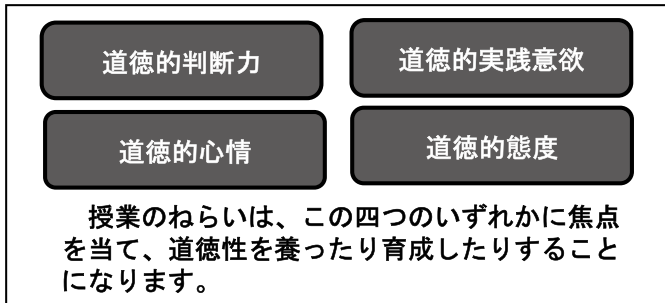 道徳的判断力
道徳的実践意欲
道徳的心情
道徳的態度
授業のねらいは、この四つのいずれかに焦点
を当て、道徳性を養ったり育成したりすること
になります。